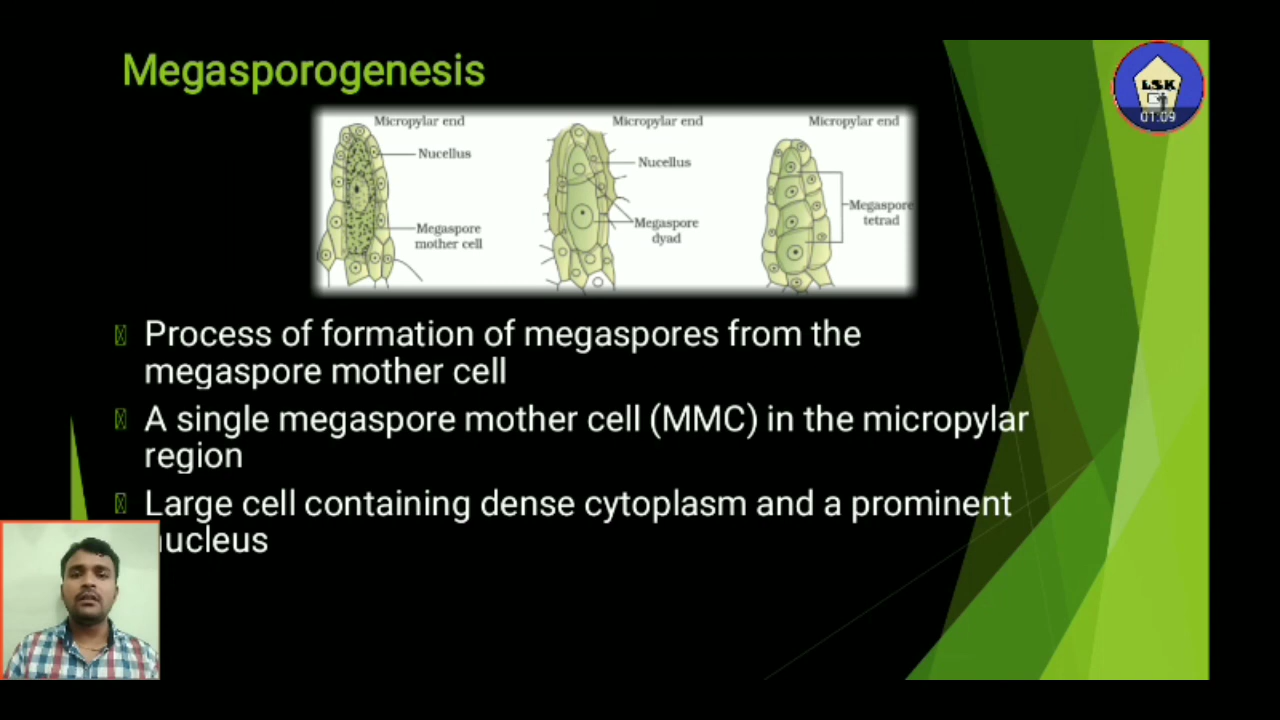 Megasporogenesis
LSK
01:09
Micropylar end
Micropylar end
Micropylar end
Nucellus
Nucellus
Megaspore
mother cell
Megaspore
dyad
Megaspore
tetrad
Process of formation of megaspores from the
megaspore mother cell
A single megaspore mother cell (MMC) in the micropylar
region
Large cell containing dense cytoplasm and a prominent
ucleus